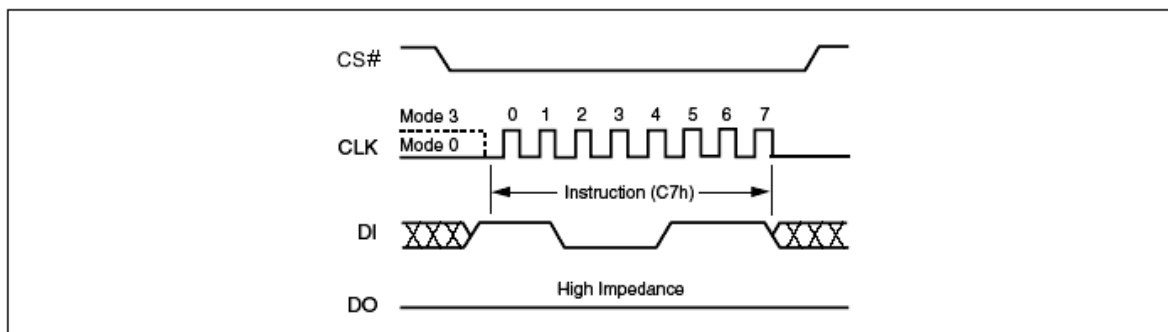 CS#
Mode 3 0 1 2 3 4 5 6 7
CLK Mode 0
Instruction (C7h)
DI
High Impedance
DO